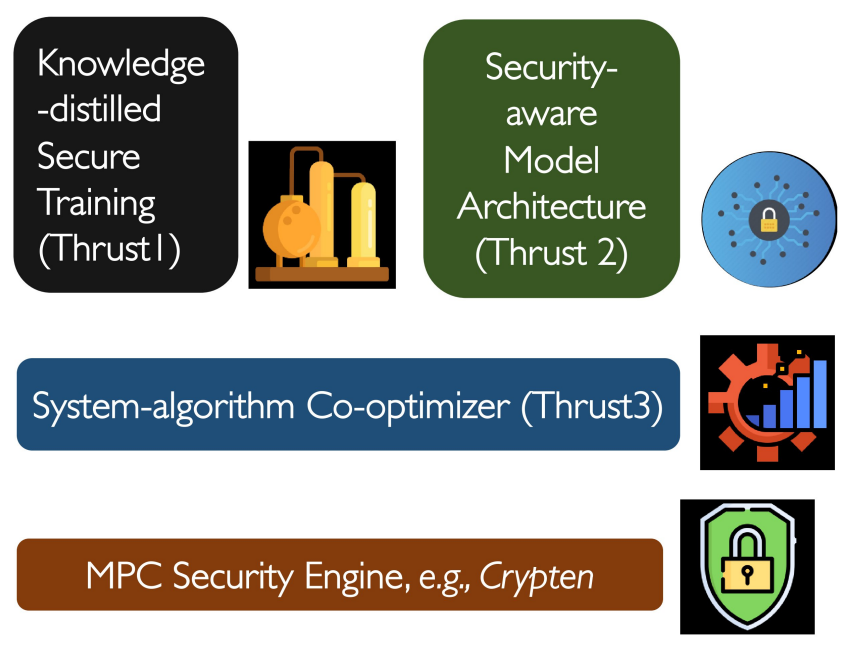 Knowledge
-distilled
Secure
Training
(Thrust1)
Security-
aware
Model
Architecture
(Thrust 2)
System-algorithm Co-optimizer (Thrust3)
MPC Security Engine, e.g., Crypten